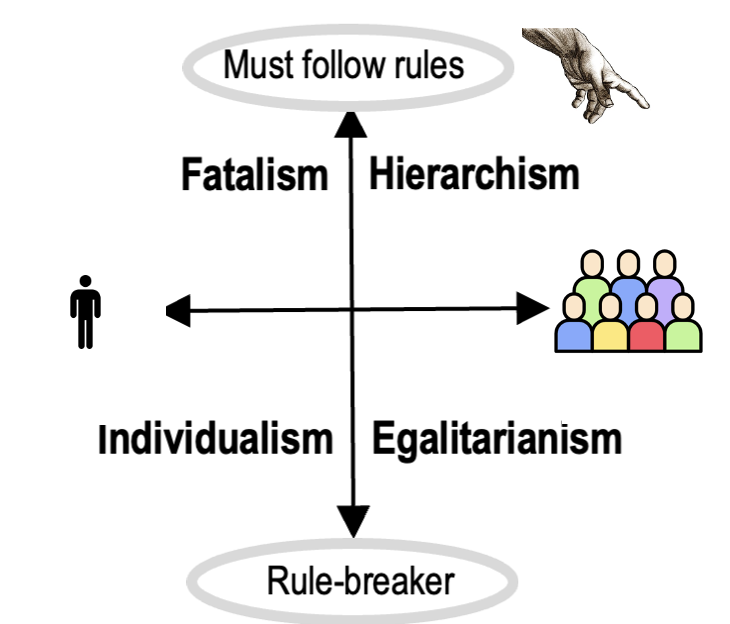 Must follow rules
Fatalism
Hierarchism
Individualism
Egalitarianism
Rule-breaker